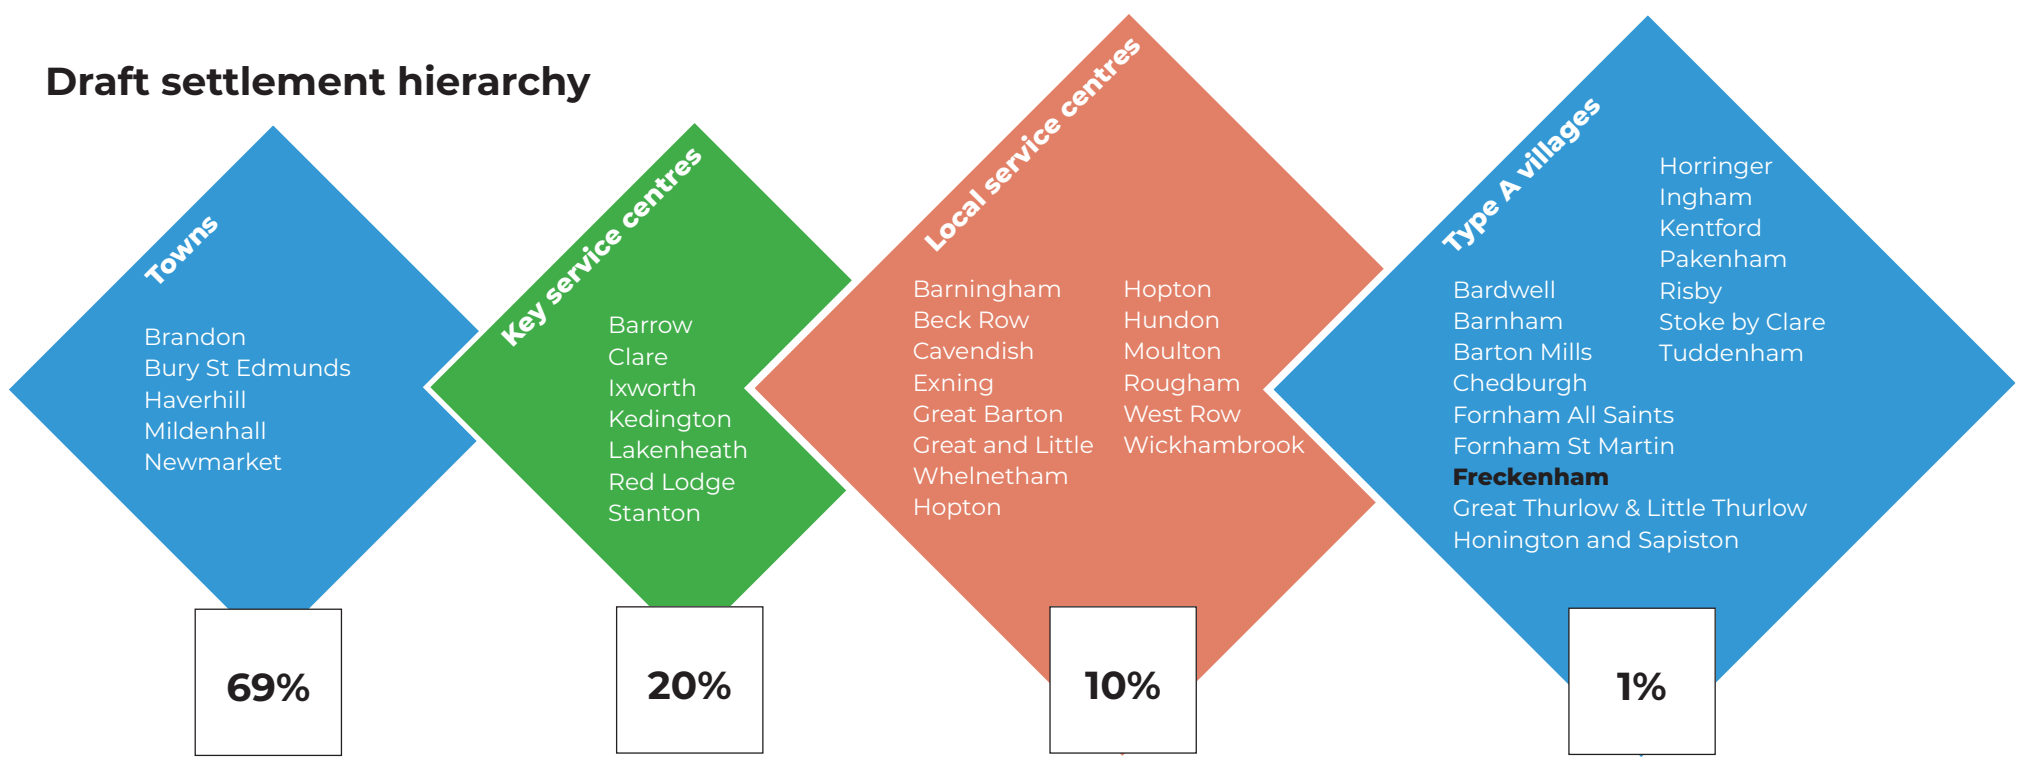 Draft settlement hierarchy
Towns
Brandon
Bury St Edmunds
Haverhill
Mildenhall
Newmarket
69%
Key service centres
Barrow
Clare
Ixworth
Kedington
Lakenheath
Red Lodge
Stanton
20%
Local service centres
Barningham
Beck Row
Cavendish
Exning
Great Barton
Great and Little
Whelnetham
Hopton
Hopton
Hundon
Moulton
Rougham
West Row
Wickhambrook
10%
Type A villages
Bardwell
Barnham
Barton Mills
Chedburgh
Fornham All Saints
Fornham St Martin
Freckenham
Great Thurlow & Little Thurlow
Honington and Sapiston
Horringer
Ingham
Kentford
Pakenham
Risby
Stoke by Clare
Tuddenham
1%